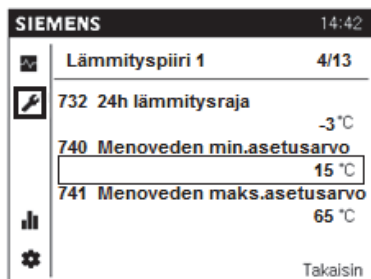 SIEMENS 14:42
Lämmityspiiri 1 4/13
732 24h lämmitysraja
-3 °C
740 Menoveden min.asetusarvo
15 °C
741 Menoveden maks.asetusarvo
65 °C
Takaisin